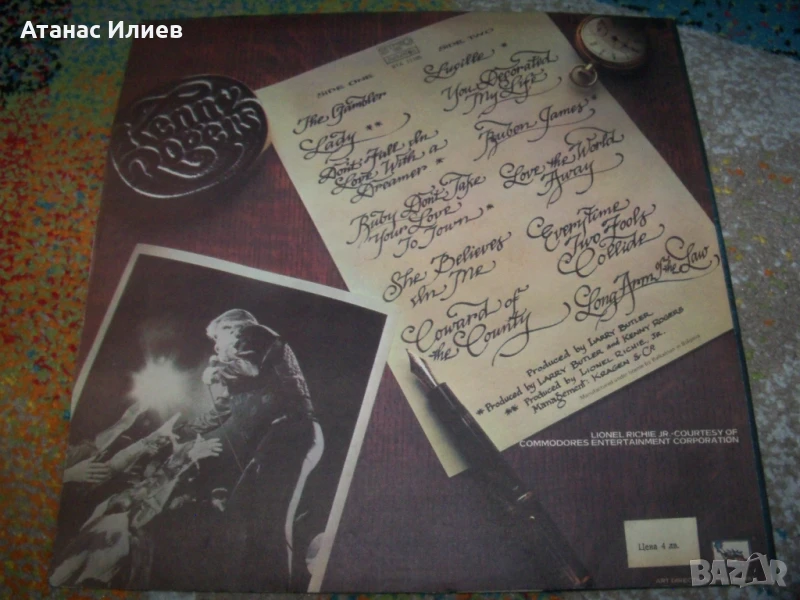 Атанас Илиев
KENNY
ROGERS
SIDE ONE
The Gambler
Lady **
Don't Fall In
Love With a
Dreamer *
Ruby Don't Take
Your Love
To Town *
She Believes
In Me
Coward of
the County
SIDE TWO
Lucille *
You Decorated
My Life
Reuben James *
Love the World
Away
Everytime
Two Fools
Collide
Long Arm of the Law
Produced by LARRY BUTLER
* Produced by LARRY BUTLER and KENNY ROGERS
** Produced by LIONEL RICHIE, JR.
Management: KRAGEN & CO
LIONEL RICHIE JR.-COURTESY OF
COMMODORES ENTERTAINMENT CORPORATION
Цена 4 лв.
BAZAR